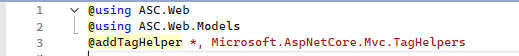 1 @using ASC.Web
2 @using ASC.Web.Models
3 @addTagHelper *, Microsoft.AspNetCore.Mvc.TagHelpers